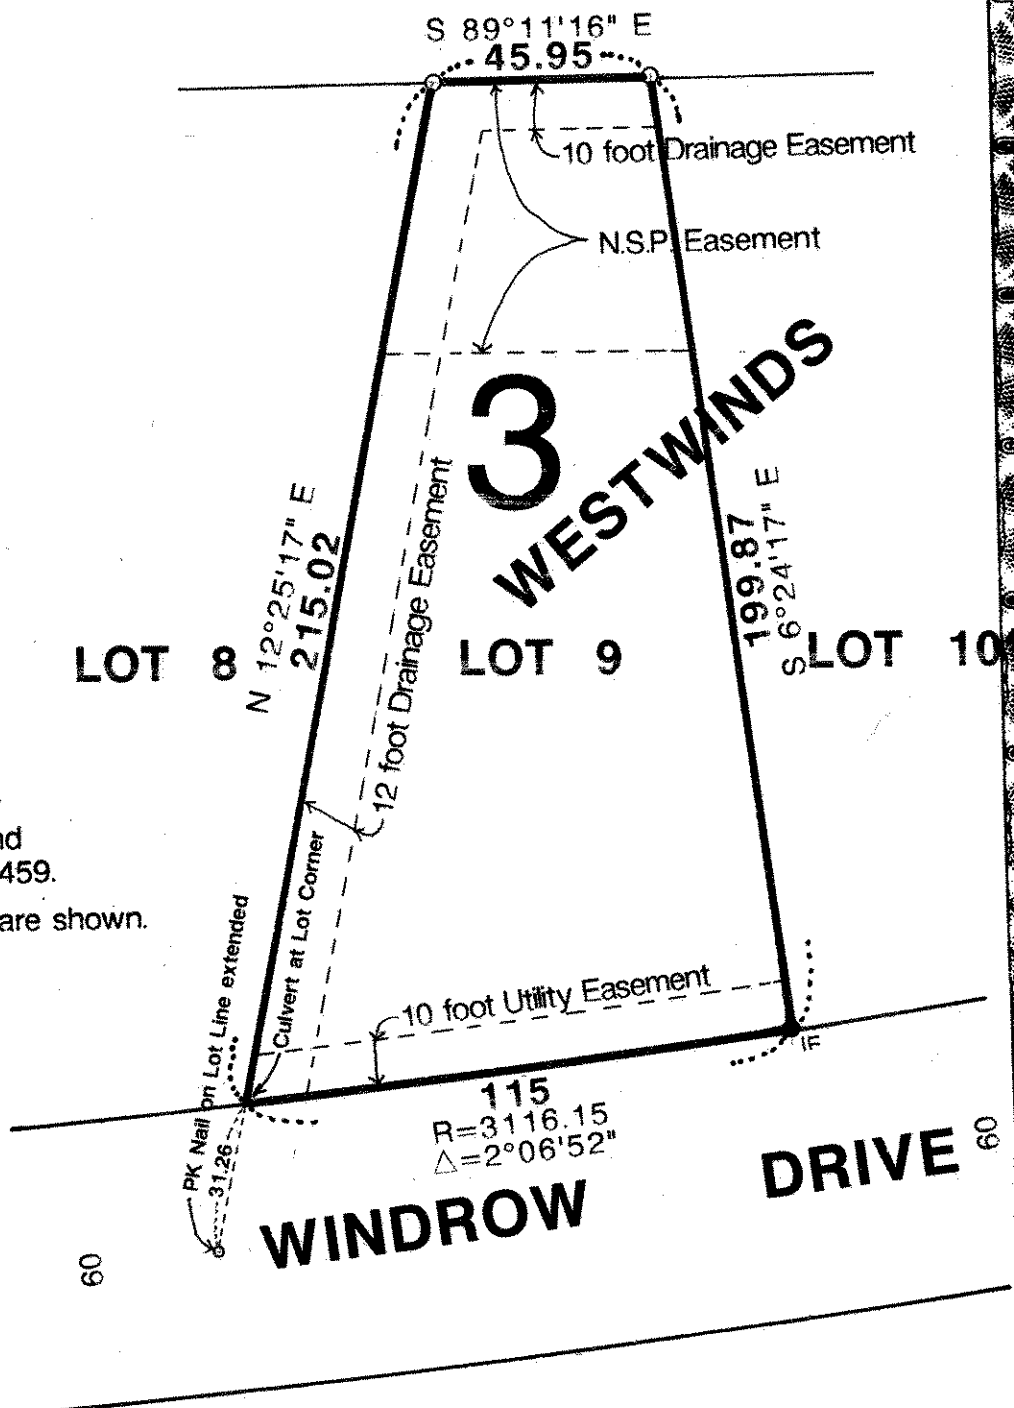 S 89°11'16" E
45.95
10 foot Drainage Easement
N.S.P. Easement
3
WESTWINDS
N 12°25'17" E
215.02
12 foot Drainage Easement
199.87
S 6°24'17" E
LOT 8
LOT 9
LOT 10
nd
459.
are shown.
PK Nail on Lot Line extended
31.26
Culvert at Lot Corner
10 foot Utility Easement
IF
115
R=3116.15
△=2°06'52"
WINDROW DRIVE
60
60